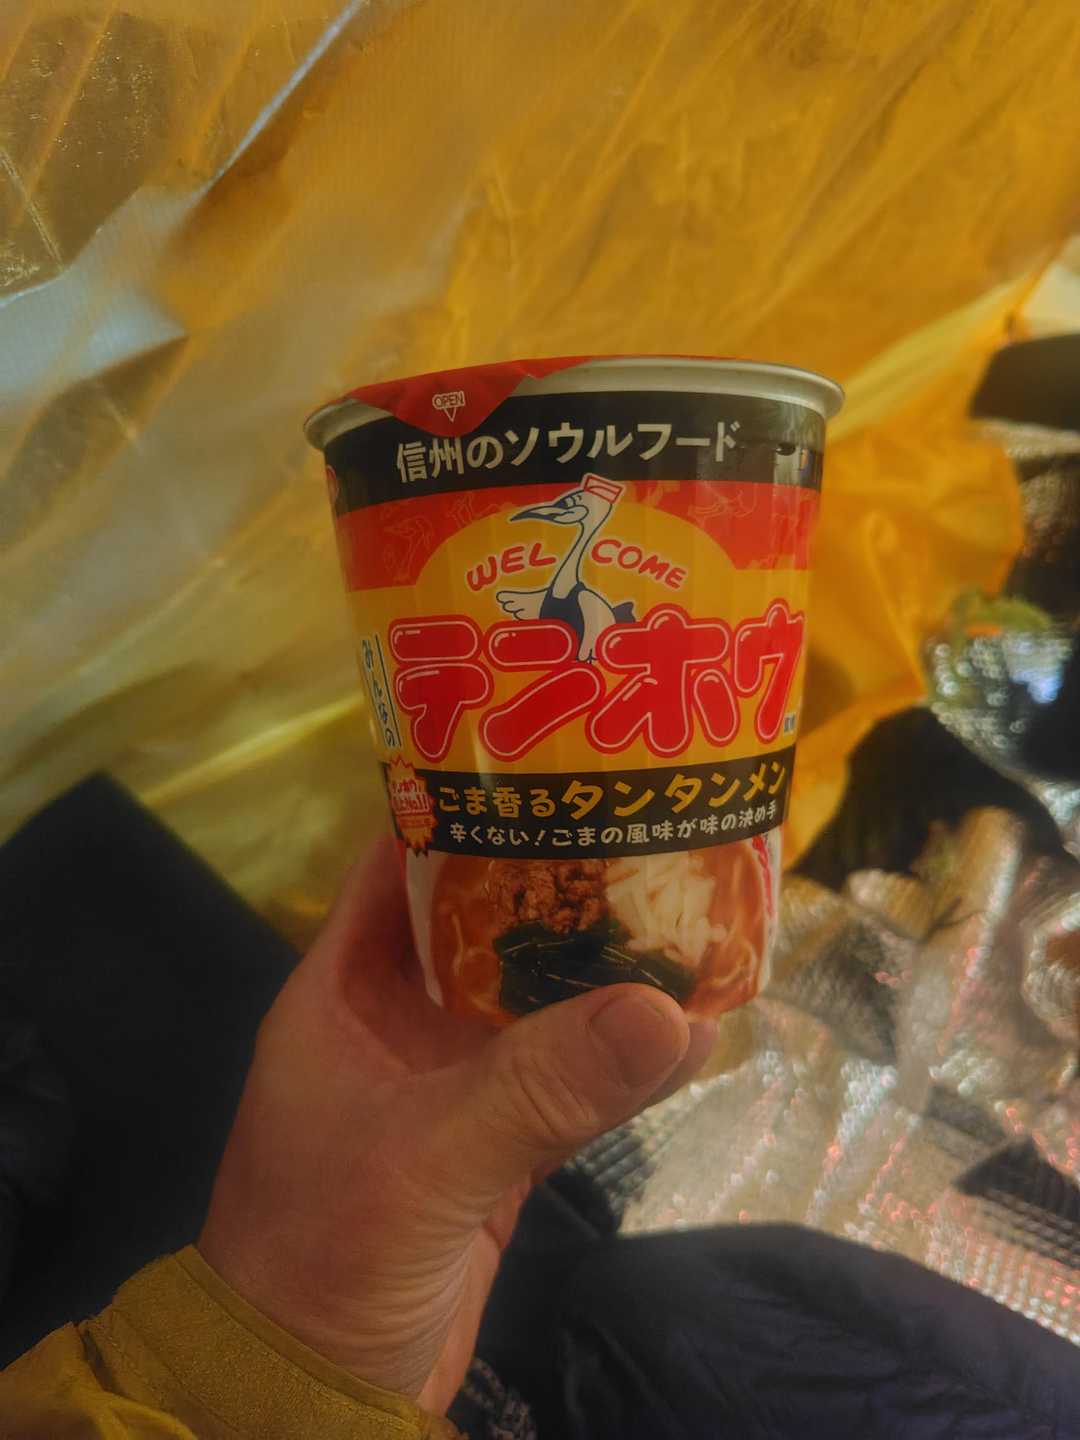 OPEN
信州のソウルフード
WELCOME
みんなの
テンホウ
ごま香るタンタンメン
辛くない!ごまの風味が味の決め手